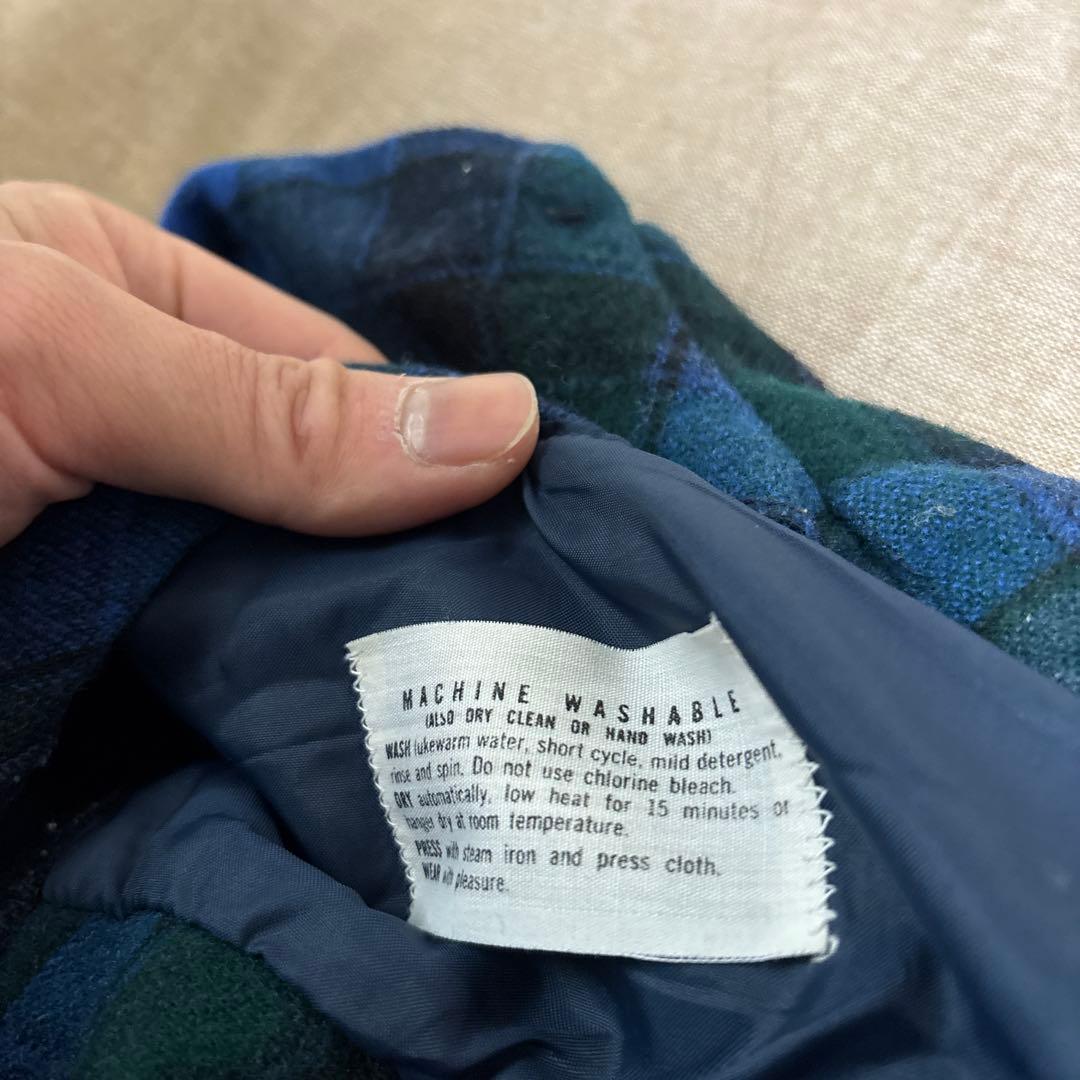 MACHINE WASHABLE
(ALSO DRY CLEAN OR HAND WASH)
WASH lukewarm water, short cycle, mild detergent,
rinse and spin. Do not use chlorine bleach.
DRY automatically, low heat for 15 minutes or
hanger dry at room temperature.
PRESS with steam iron and press cloth.
WEAR with pleasure.